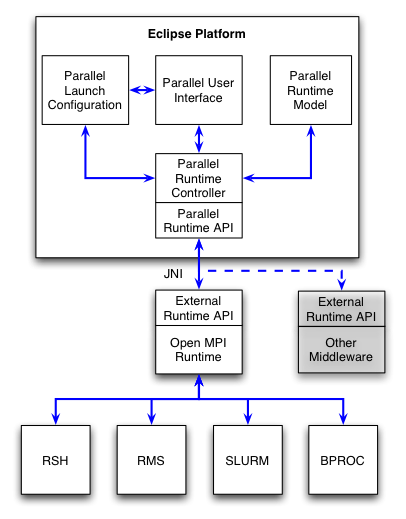 Eclipse Platform
Parallel
Launch
Configuration
Parallel User
Interface
Parallel
Runtime
Model
Parallel
Runtime
Controller
Parallel
Runtime API
JNI
External
Runtime API
Open MPI
Runtime
External
Runtime API
Other
Middleware
RSH
RMS
SLURM
BPROC